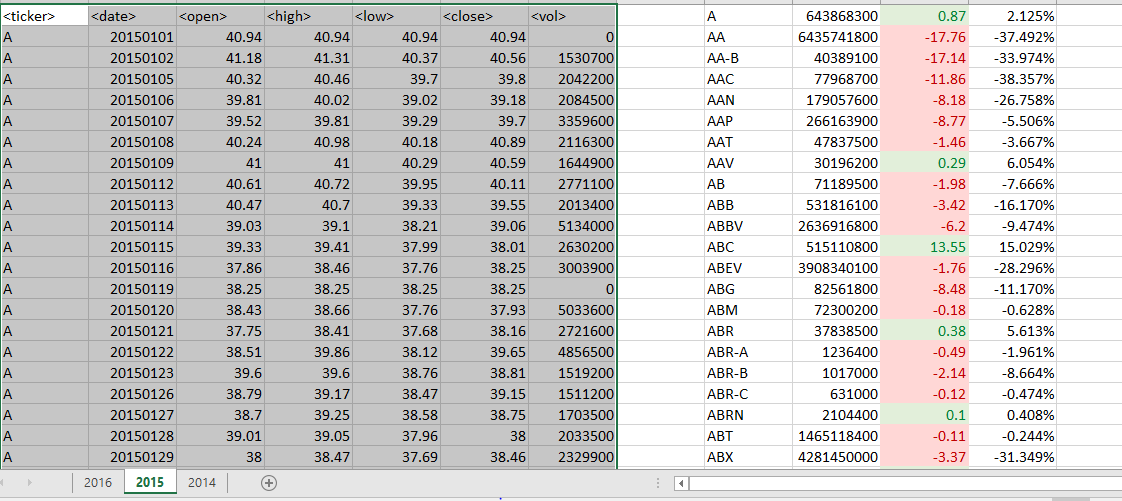 <ticker> <date> <open> <high> <low> <close> <vol> A 643868300 0.87 2.125%
A 20150101 40.94 40.94 40.94 40.94 0 AA 6435741800 -17.76 -37.492%
A 20150102 41.18 41.31 40.37 40.56 1530700 AA-B 40389100 -17.14 -33.974%
A 20150105 40.32 40.46 39.7 39.8 2042200 AAC 77968700 -11.86 -38.357%
A 20150106 39.81 40.02 39.02 39.18 2084500 AAN 179057600 -8.18 -26.758%
A 20150107 39.52 39.81 39.29 39.7 3359600 AAP 266163900 -8.77 -5.506%
A 20150108 40.24 40.98 40.18 40.89 2116300 AAT 47837500 -1.46 -3.667%
A 20150109 41 41 40.29 40.59 1644900 AAV 30196200 0.29 6.054%
A 20150112 40.61 40.72 39.95 40.11 2771100 AB 71189500 -1.98 -7.666%
A 20150113 40.47 40.7 39.33 39.55 2013400 ABB 531816100 -3.42 -16.170%
A 20150114 39.03 39.1 38.21 39.06 5134000 ABBV 2636916800 -6.2 -9.474%
A 20150115 39.33 39.41 37.99 38.01 2630200 ABC 515110800 13.55 15.029%
A 20150116 37.86 38.46 37.76 38.25 3003900 ABEV 3908340100 -1.76 -28.296%
A 20150119 38.25 38.25 38.25 38.25 0 ABG 82561800 -8.48 -11.170%
A 20150120 38.43 38.66 37.76 37.93 5033600 ABM 72300200 -0.18 -0.628%
A 20150121 37.75 38.41 37.68 38.16 2721600 ABR 37838500 0.38 5.613%
A 20150122 38.51 39.86 38.12 39.65 4856500 ABR-A 1236400 -0.49 -1.961%
A 20150123 39.6 39.6 38.76 38.81 1519200 ABR-B 1017000 -2.14 -8.664%
A 20150126 38.79 39.17 38.47 39.15 1511200 ABR-C 631000 -0.12 -0.474%
A 20150127 38.7 39.25 38.58 38.75 1703500 ABRN 2104400 0.1 0.408%
A 20150128 39.01 39.05 37.96 38 2033500 ABT 1465118400 -0.11 -0.244%
A 20150129 38 38.47 37.69 38.46 2329900 ABX 4281450000 -3.37 -31.349%
2016 2015 2014